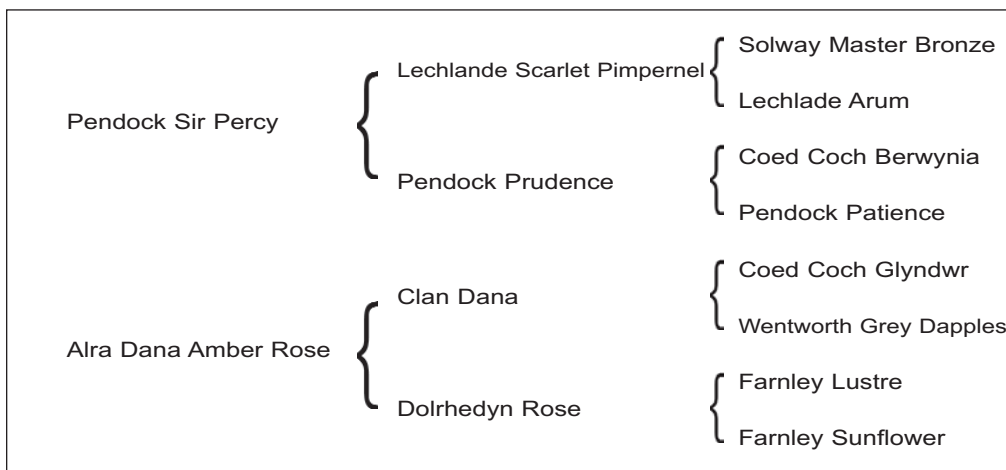 Solway Master Bronze
Lechlande Scarlet Pimpernel
Lechlade Arum
Pendock Sir Percy
Coed Coch Berwynia
Pendock Prudence
Pendock Patience
Coed Coch Glyndwr
Clan Dana
Wentworth Grey Dapples
Alra Dana Amber Rose
Farnley Lustre
Dolrhedyn Rose
Farnley Sunflower